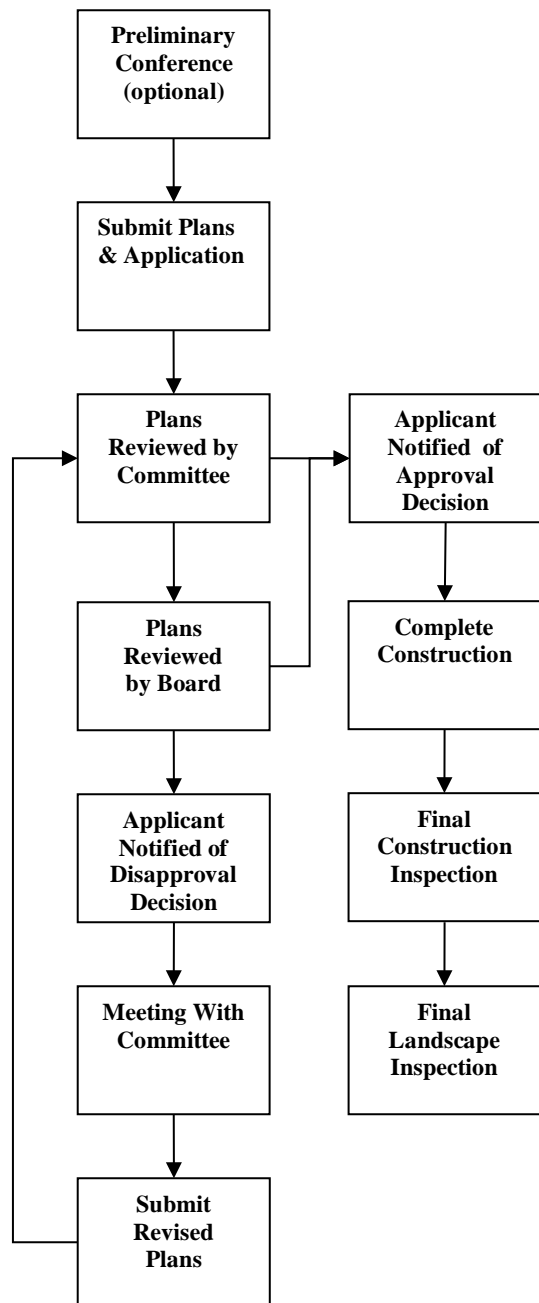 Preliminary
Conference
(optional)
Submit Plans
& Application
Plans
Reviewed by
Committee
Applicant
Notified of
Approval
Decision
Plans
Reviewed
by Board
Complete
Construction
Applicant
Notified of
Disapproval
Decision
Final
Construction
Inspection
Meeting With
Committee
Final
Landscape
Inspection
Submit
Revised
Plans